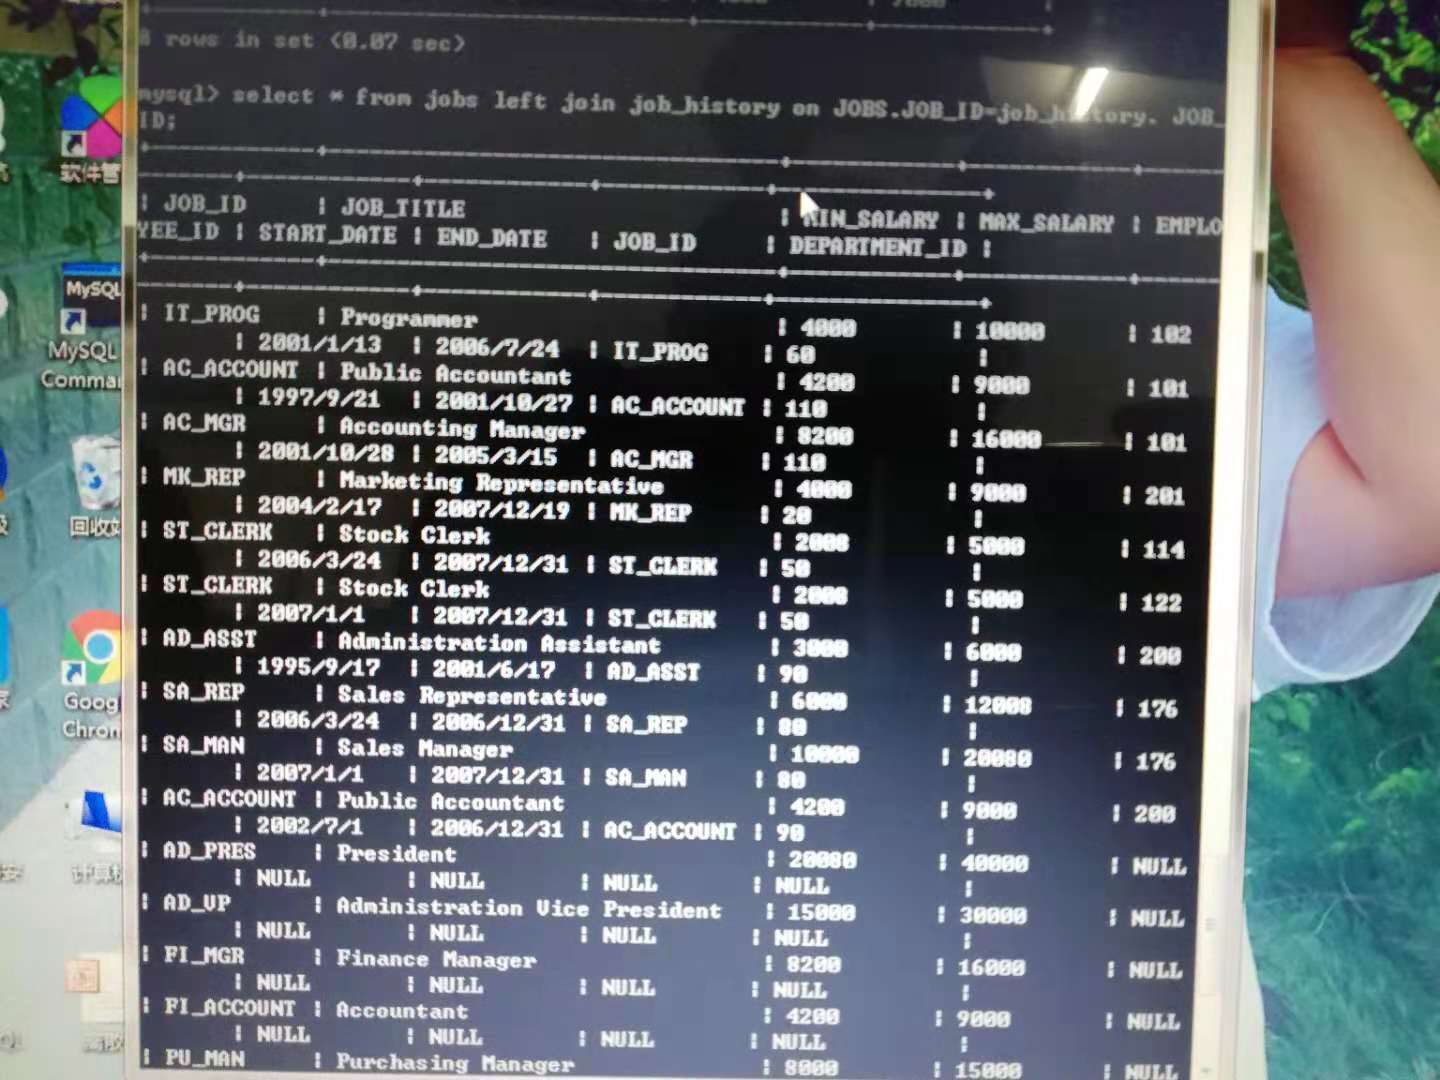 rows in set (0.07 sec)
mysql> select * from jobs left join job_history on JOBS.JOB_ID=job_history. JOB_
ID;
| JOB_ID | JOB_TITLE | MIN_SALARY | MAX_SALARY | EMPLO
YEE_ID | START_DATE | END_DATE | JOB_ID | DEPARTMENT_ID |
| IT_PROG | Programmer | 4000 | 10000 | 102
| 2001/1/13 | 2006/7/24 | IT_PROG | 60 |
| AC_ACCOUNT | Public Accountant | 4200 | 9000 | 101
| 1997/9/21 | 2001/10/27 | AC_ACCOUNT | 110 |
| AC_MGR | Accounting Manager | 8200 | 16000 | 101
| 2001/10/28 | 2005/3/15 | AC_MGR | 110 |
| MK_REP | Marketing Representative | 4000 | 9000 | 201
| 2004/2/17 | 2007/12/19 | MK_REP | 20 |
| ST_CLERK | Stock Clerk | 2008 | 5000 | 114
| 2006/3/24 | 2007/12/31 | ST_CLERK | 50 |
| ST_CLERK | Stock Clerk | 2008 | 5000 | 122
| 2007/1/1 | 2007/12/31 | ST_CLERK | 50 |
| AD_ASST | Administration Assistant | 3000 | 6000 | 200
| 1995/9/17 | 2001/6/17 | AD_ASST | 90 |
| SA_REP | Sales Representative | 6000 | 12008 | 176
| 2006/3/24 | 2006/12/31 | SA_REP | 80 |
| SA_MAN | Sales Manager | 10000 | 20080 | 176
| 2007/1/1 | 2007/12/31 | SA_MAN | 80 |
| AC_ACCOUNT | Public Accountant | 4200 | 9000 | 200
| 2002/7/1 | 2006/12/31 | AC_ACCOUNT | 90 |
| AD_PRES | President | 20080 | 40000 | NULL
| NULL | NULL | NULL | NULL |
| AD_VP | Administration Vice President | 15000 | 30000 | NULL
| NULL | NULL | NULL | NULL |
| FI_MGR | Finance Manager | 8200 | 16000 | NULL
| NULL | NULL | NULL | NULL |
| FI_ACCOUNT | Accountant | 4200 | 9000 | NULL
| NULL | NULL | NULL | NULL |
| PU_MAN | Purchasing Manager | 8000 | 15000 | NULL
软件管
MySQL
MySQL
Comma
回收
Goog
Chrom
计算